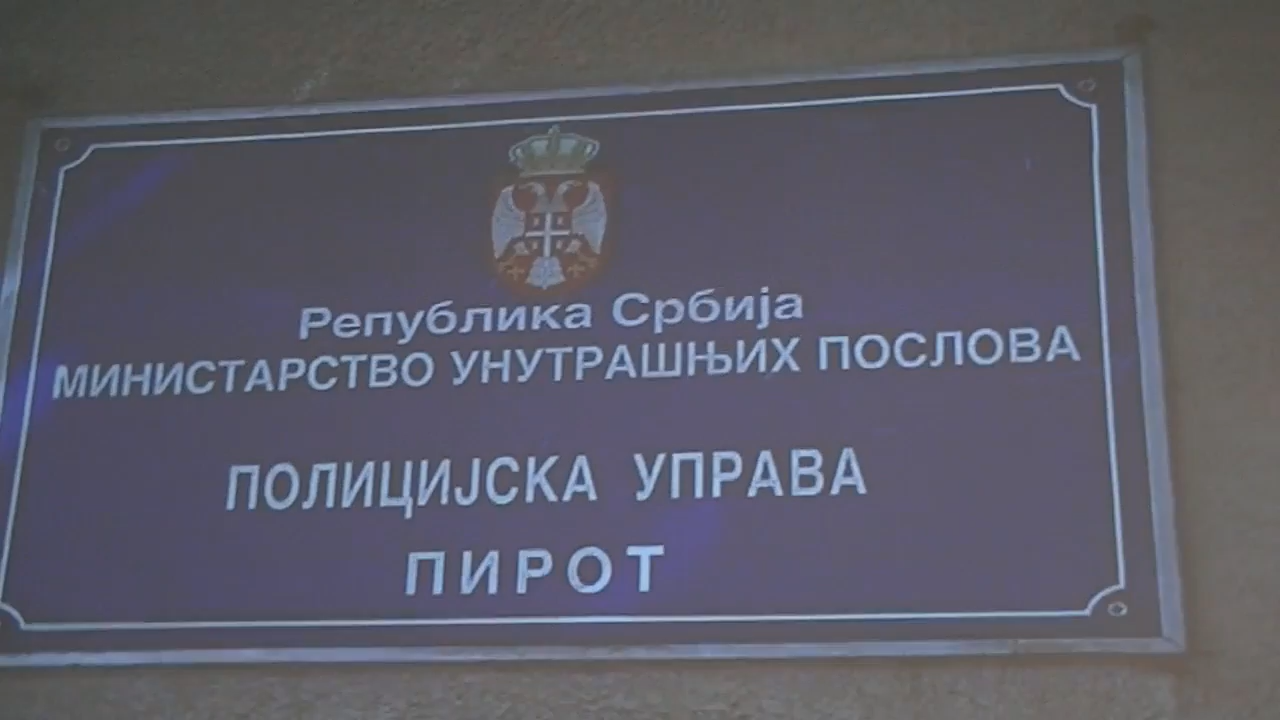 Република Србија
МИНИСТАРСТВО УНУТРАШЊИХ ПОСЛОВА
ПОЛИЦИЈСКА УПРАВА
ПИРОТ